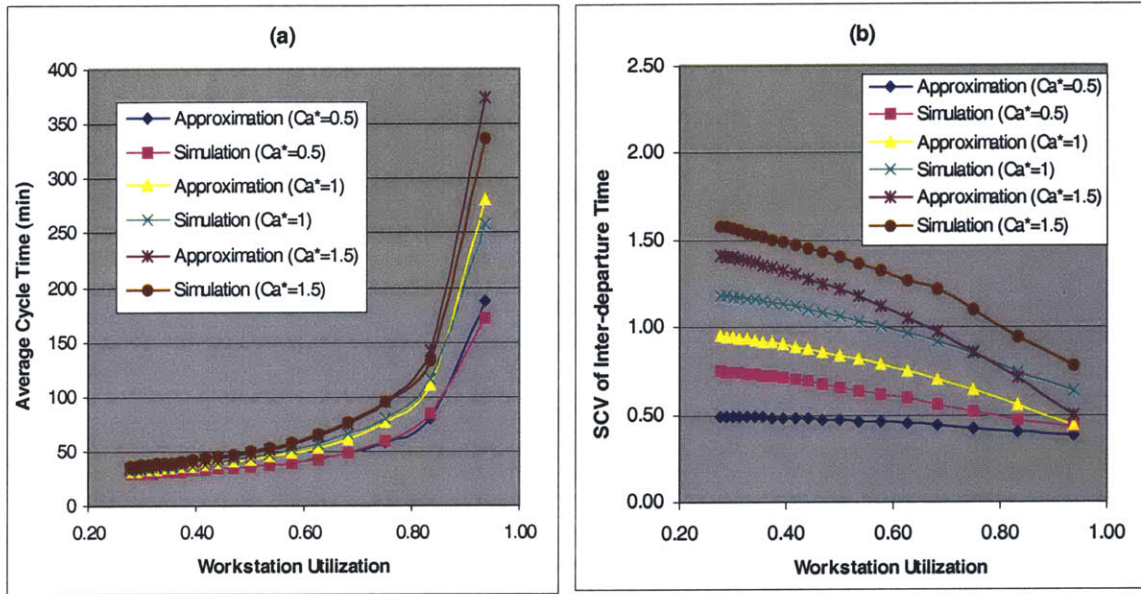 (a)
Average Cycle Time (min)
400
350
300
250
200
150
100
50
0
Approximation (Ca*=0.5)
Simulation (Ca*=0.5)
Approximation (Ca*=1)
Simulation (Ca*=1)
Approximation (Ca*=1.5)
Simulation (Ca*=1.5)
0.20 0.40 0.60 0.80 1.00
Workstation Utilization
(b)
SCV of Inter-departure Time
2.50
2.00
1.50
1.00
0.50
0.00
Approximation (Ca*=0.5)
Simulation (Ca*=0.5)
Approximation (Ca*=1)
Simulation (Ca*=1)
Approximation (Ca*=1.5)
Simulation (Ca*=1.5)
0.20 0.40 0.60 0.80 1.00
Workstation Utilization